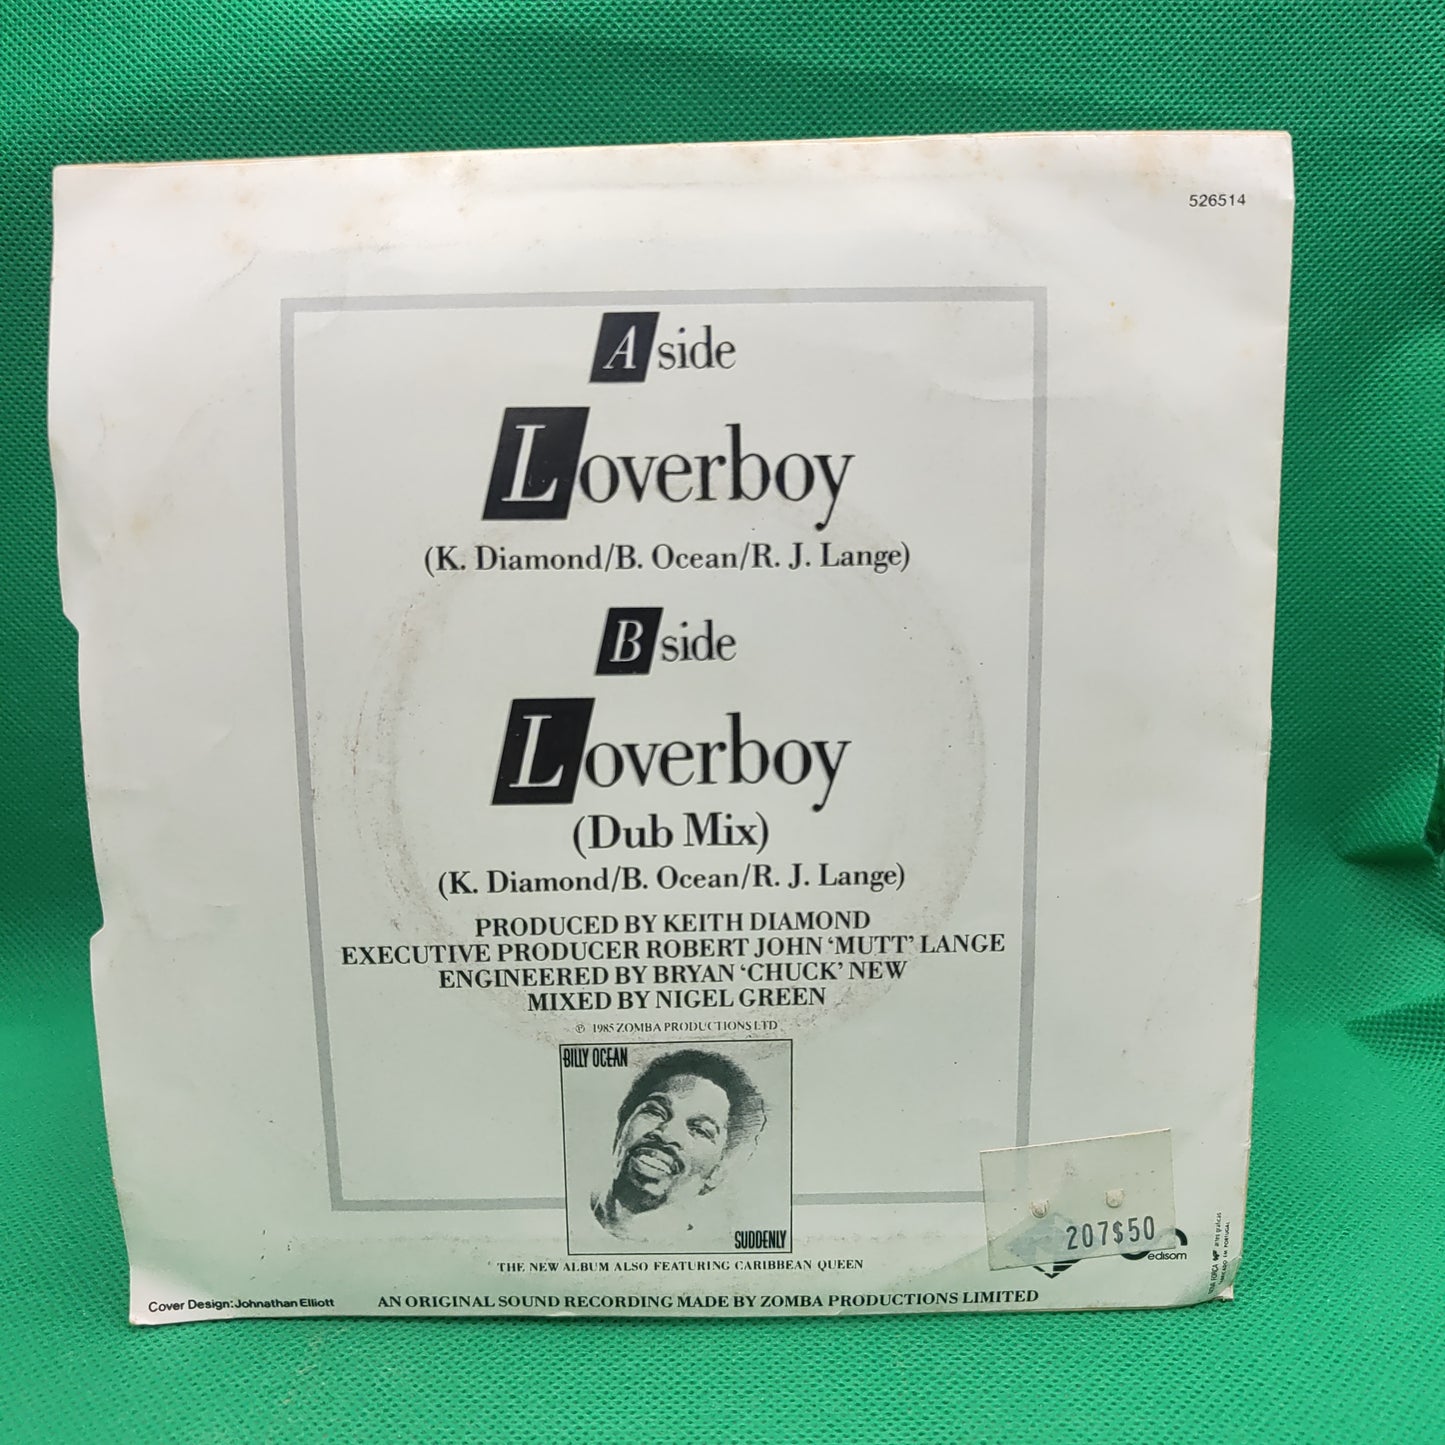 526514
A side
Loverboy
(K. Diamond/B. Ocean/R. J. Lange)
B side
Loverboy
(Dub Mix)
(K. Diamond/B. Ocean/R. J. Lange)
PRODUCED BY KEITH DIAMOND
EXECUTIVE PRODUCER ROBERT JOHN ‘MUTT’ LANGE
ENGINEERED BY BRYAN ‘CHUCK’ NEW
MIXED BY NIGEL GREEN
℗ 1985 ZOMBA PRODUCTIONS LTD
BILLY OCEAN
SUDDENLY
THE NEW ALBUM ALSO FEATURING CARIBBEAN QUEEN
207$50
edisom
Cover Design: Johnathan Elliott
AN ORIGINAL SOUND RECORDING MADE BY ZOMBA PRODUCTIONS LIMITED